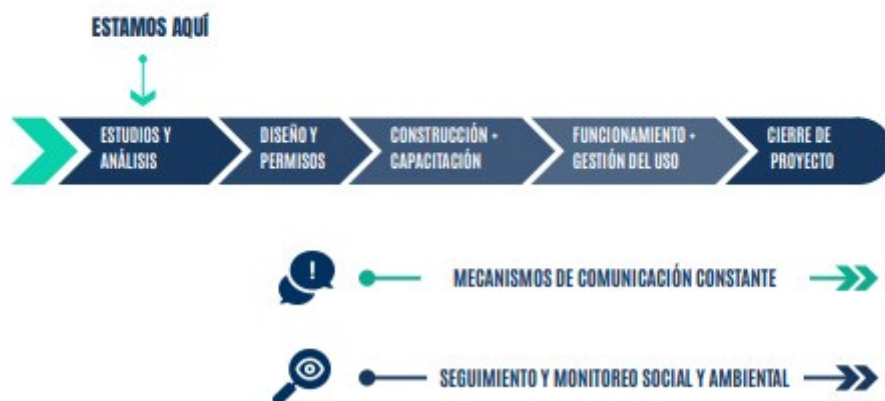 ESTAMOS AQUÍ
ESTUDIOS Y
ANÁLISIS
DISEÑO Y
PERMISOS
CONSTRUCCIÓN +
CAPACITACIÓN
FUNCIONAMIENTO +
GESTIÓN DEL USO
CIERRE DE
PROYECTO
!
MECANISMOS DE COMUNICACIÓN CONSTANTE
SEGUIMIENTO Y MONITOREO SOCIAL Y AMBIENTAL